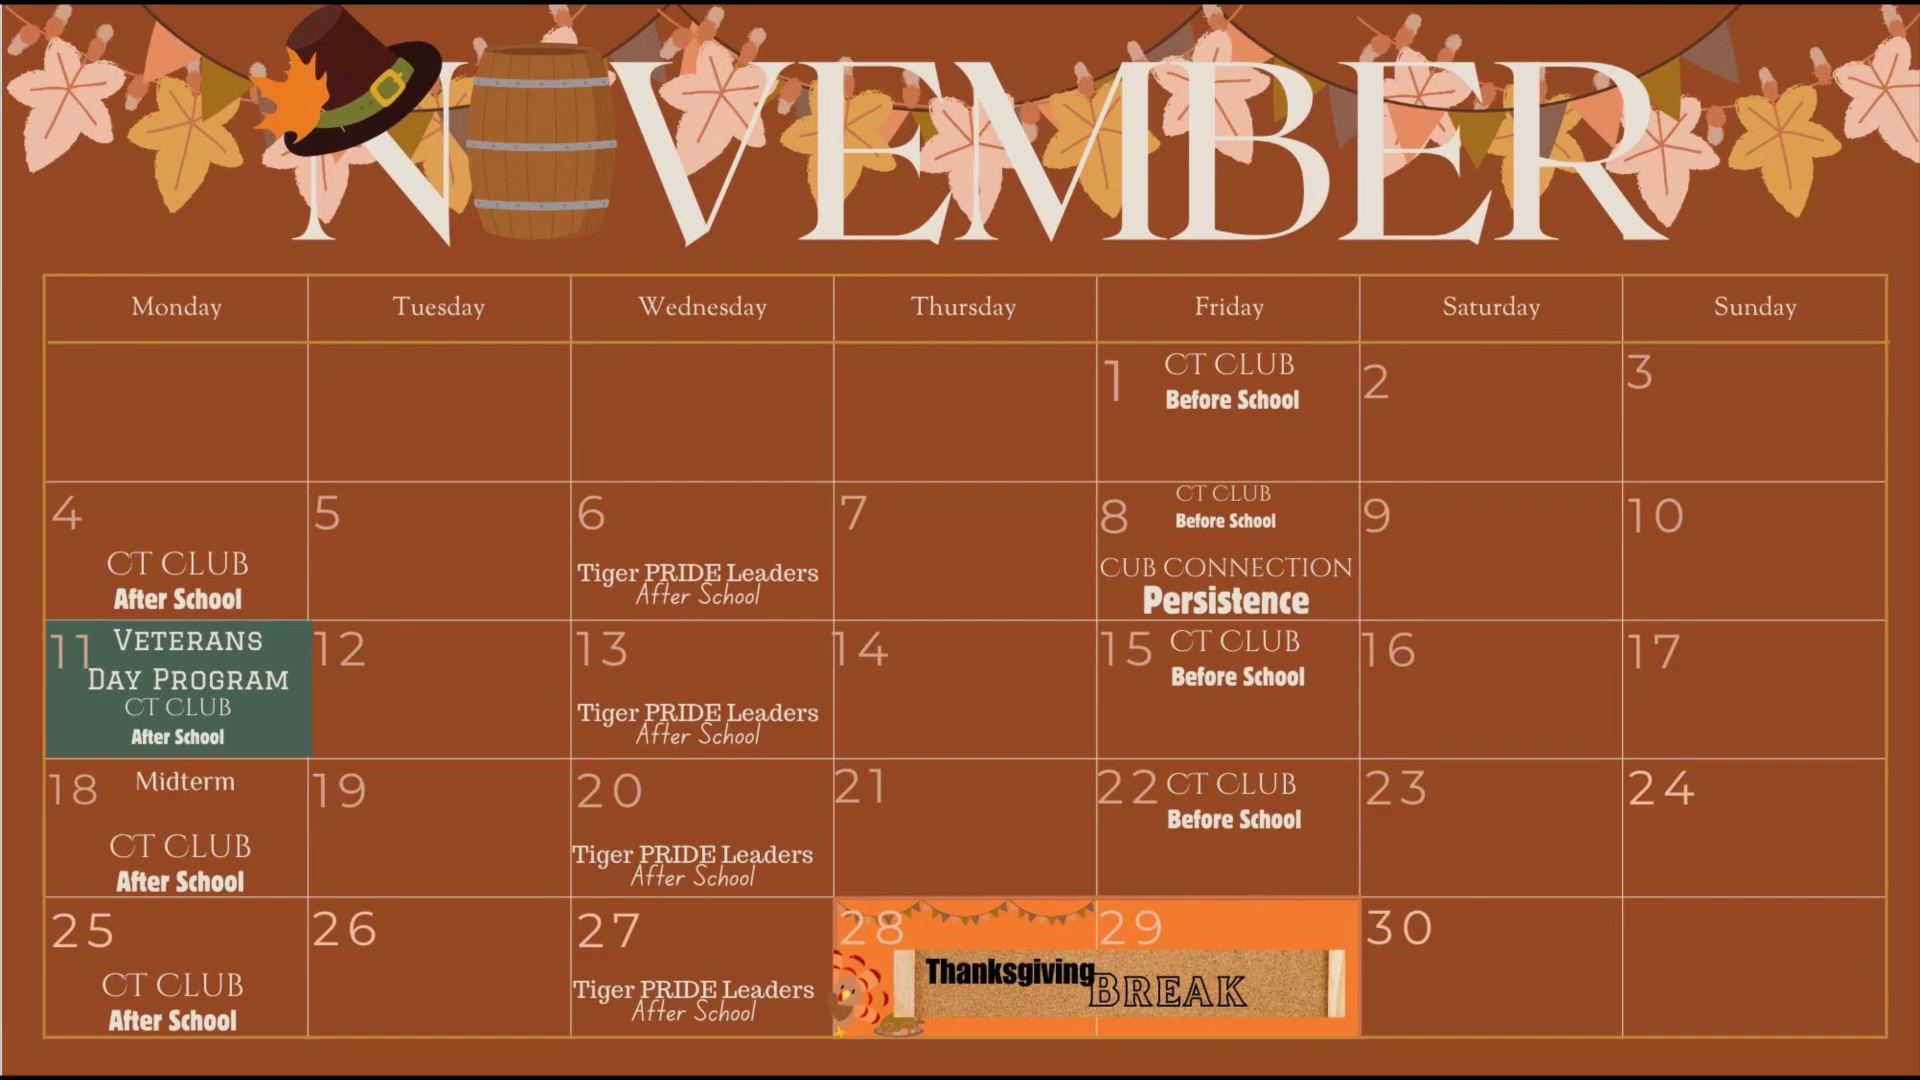 NOVEMBER
Monday Tuesday Wednesday Thursday Friday Saturday Sunday
1 CT CLUB
Before School
2
3
4
CT CLUB
After School
5
6
Tiger PRIDE Leaders
After School
7
8 CT CLUB
Before School
CUB CONNECTION
Persistence
9
10
11 VETERANS
DAY PROGRAM
CT CLUB
After School
12
13
Tiger PRIDE Leaders
After School
14
15 CT CLUB
Before School
16
17
18 Midterm
CT CLUB
After School
19
20
Tiger PRIDE Leaders
After School
21
22 CT CLUB
Before School
23
24
25
CT CLUB
After School
26
27
Tiger PRIDE Leaders
After School
28 29
Thanksgiving BREAK
30